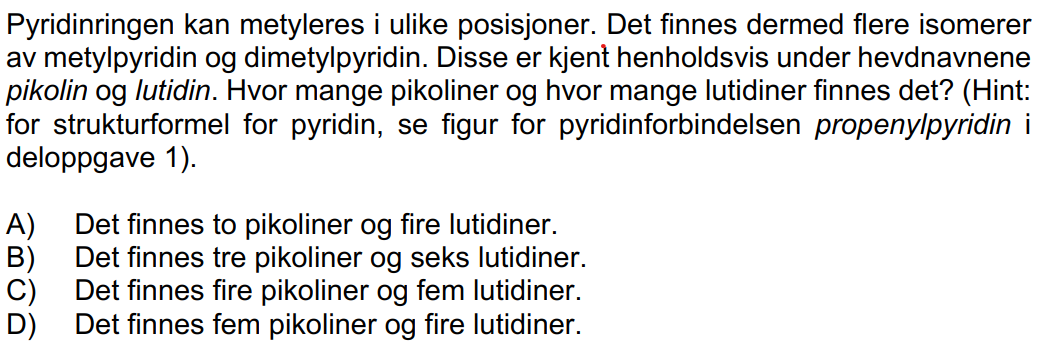 Pyridinringen kan metyleres i ulike posisjoner. Det finnes dermed flere isomerer
av metylpyridin og dimetylpyridin. Disse er kjent henholdsvis under hevdnavnene
pikolin og lutidin. Hvor mange pikoliner og hvor mange lutidiner finnes det? (Hint:
for strukturformel for pyridin, se figur for pyridinforbindelsen propenylpyridin i
deloppgave 1).
A) Det finnes to pikoliner og fire lutidiner.
B) Det finnes tre pikoliner og seks lutidiner.
C) Det finnes fire pikoliner og fem lutidiner.
D) Det finnes fem pikoliner og fire lutidiner.